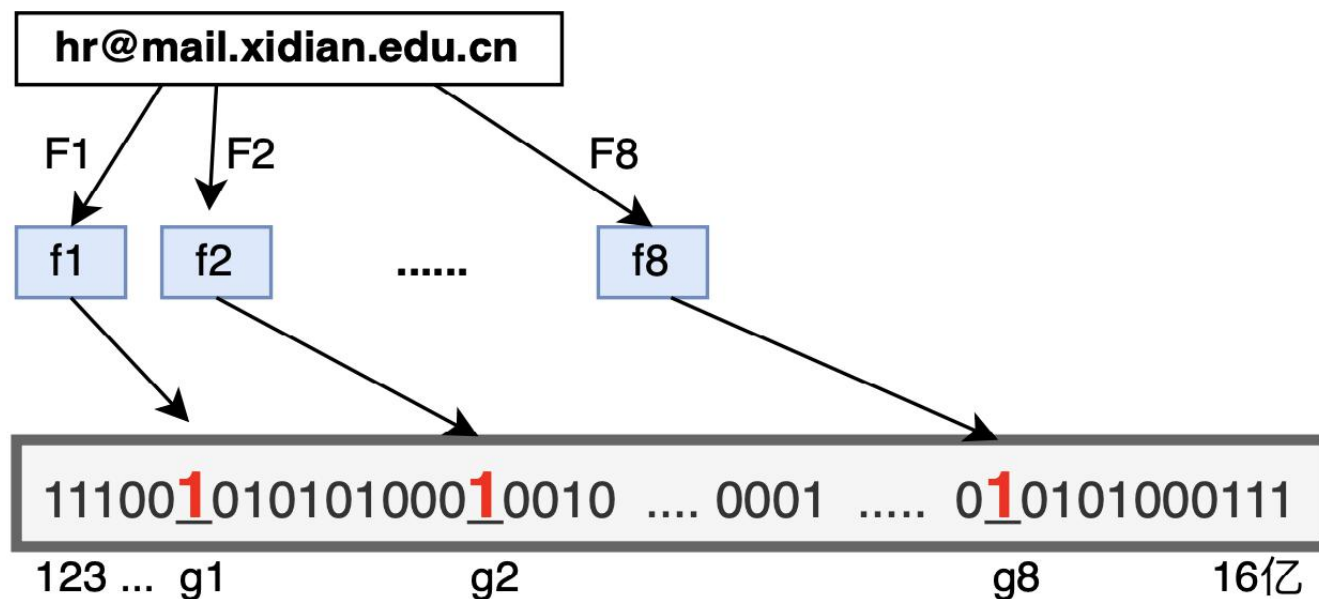 hr@mail.xidian.edu.cn
F1 F2 F8
f1 f2 ...... f8
1110010101010100010010 .... 0001 ..... 010101000111
123 ... g1 g2 g8 16亿